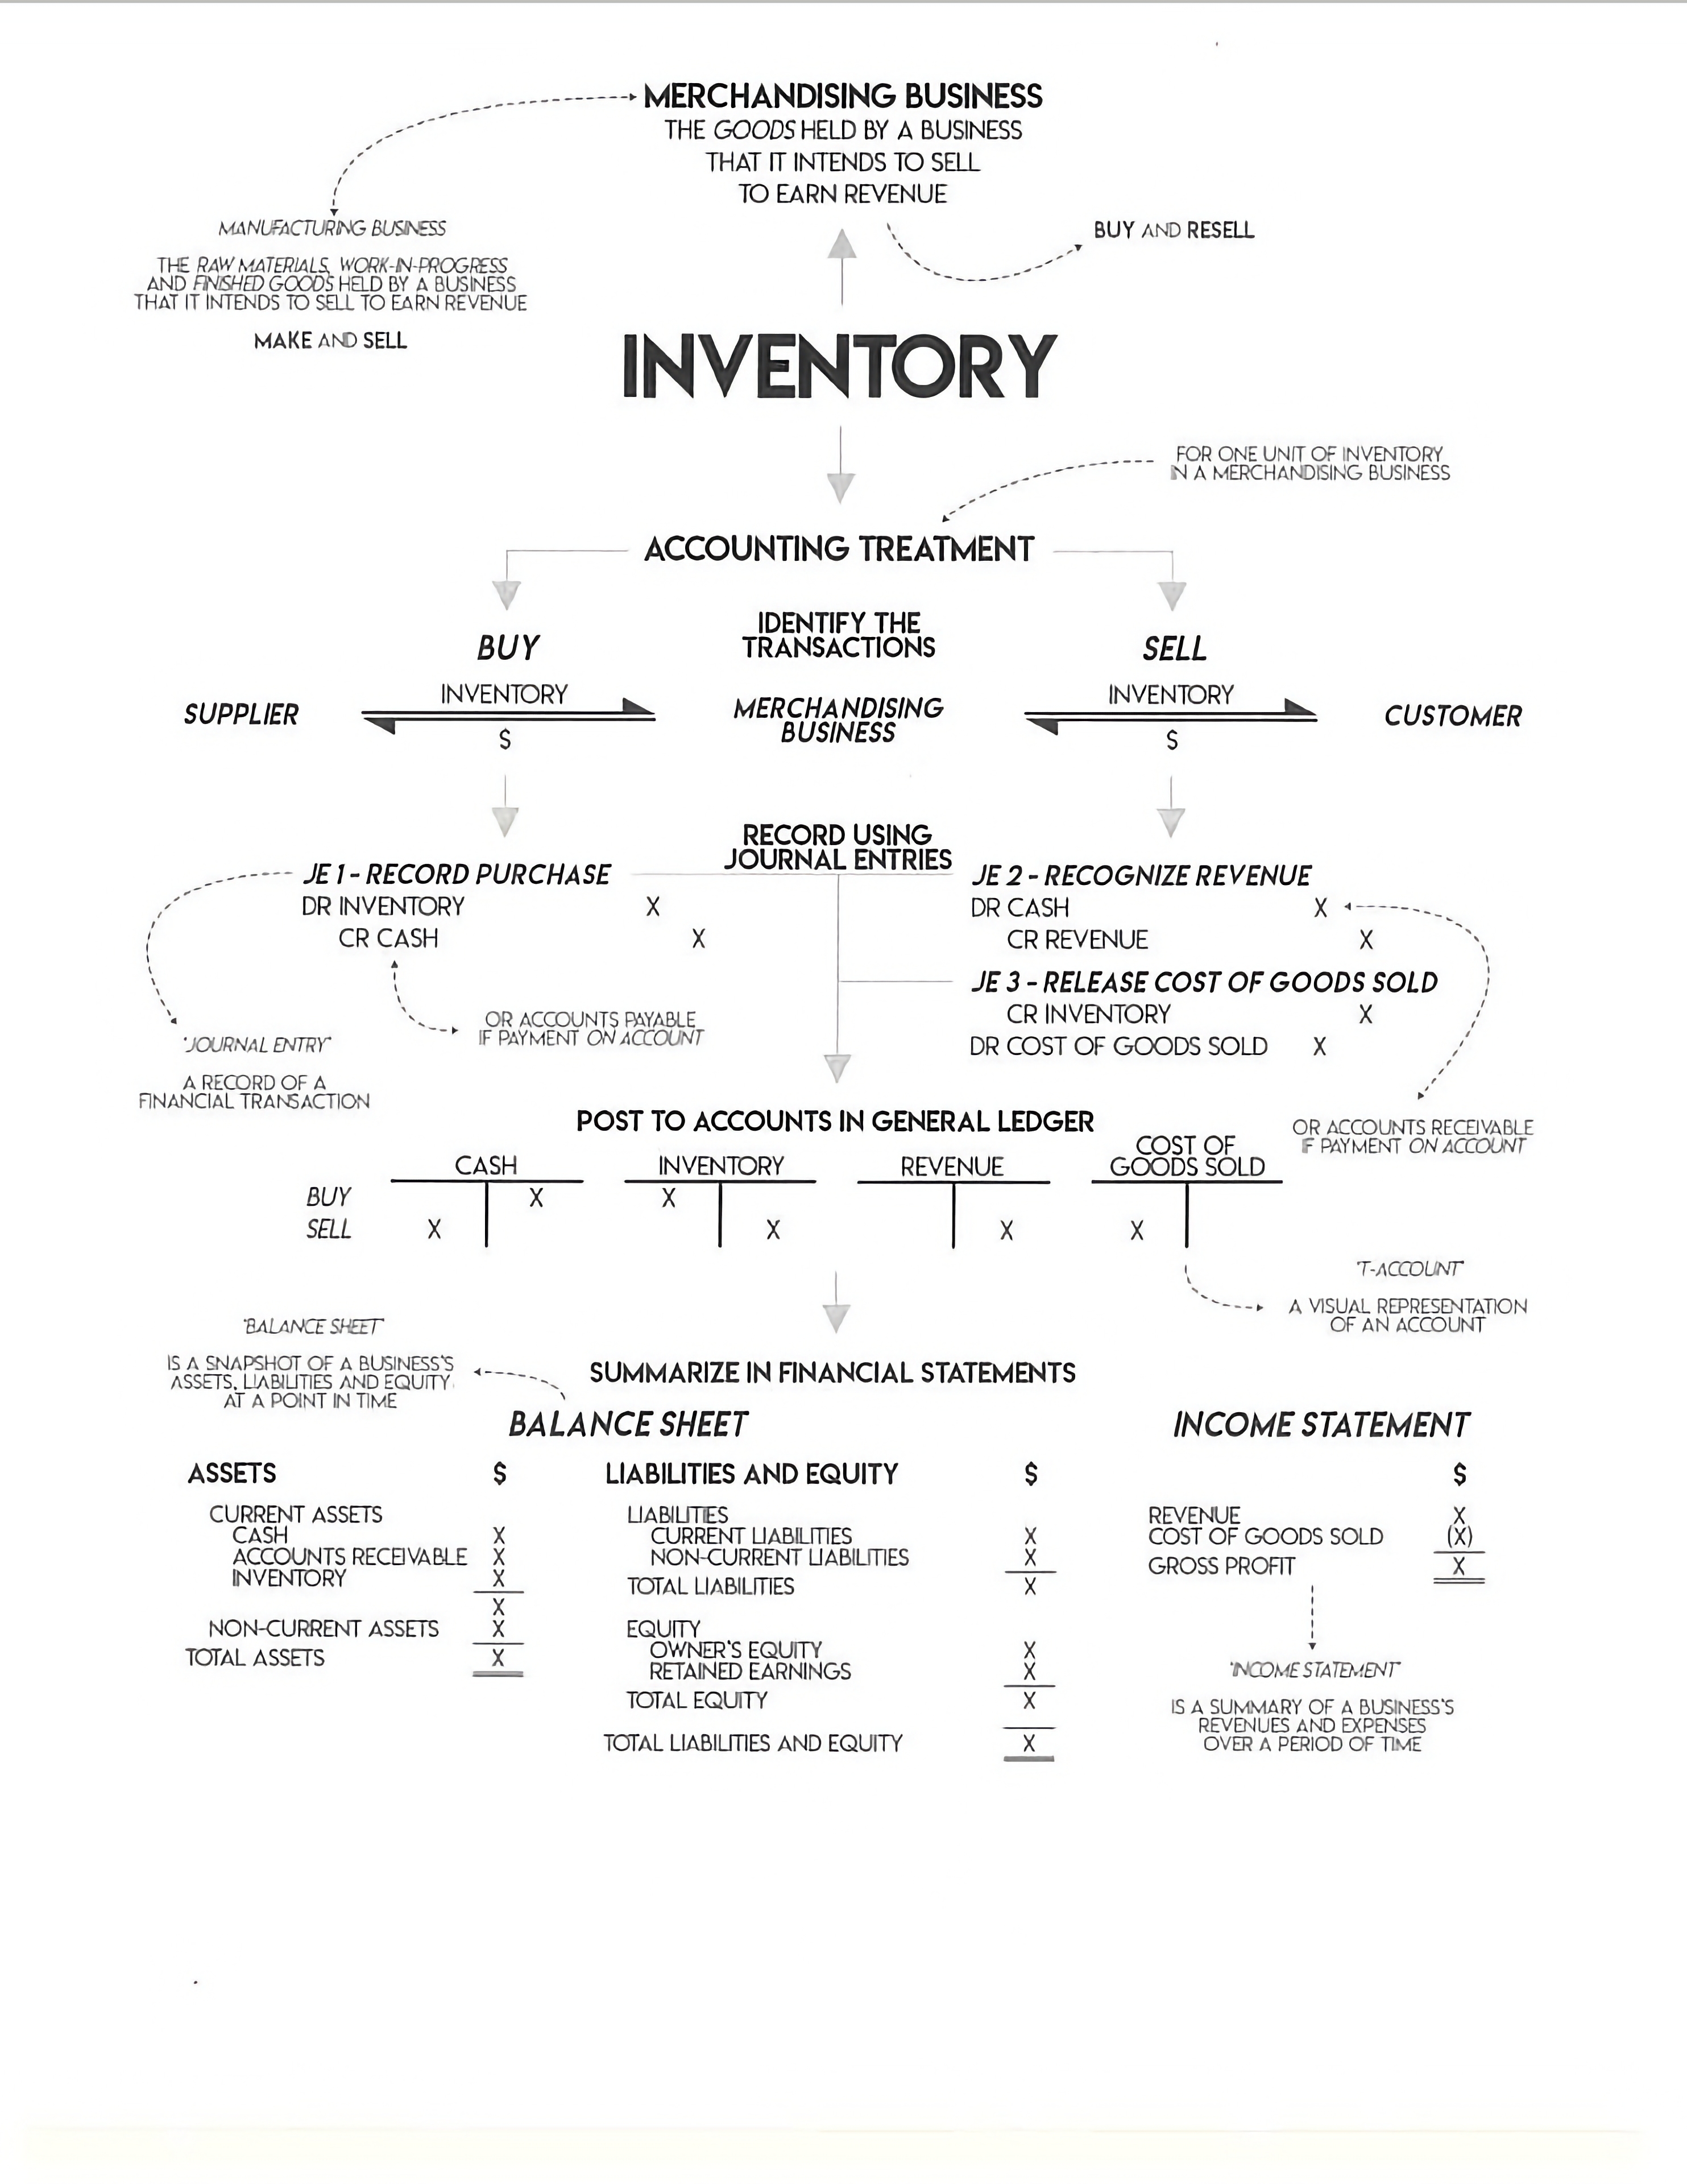 MERCHANDISING BUSINESS
THE GOODS HELD BY A BUSINESS
THAT IT INTENDS TO SELL
TO EARN REVENUE
BUY AND RESELL
MANUFACTURING BUSINESS
THE RAW MATERIALS, WORK-IN-PROGRESS
AND FINISHED GOODS HELD BY A BUSINESS
THAT IT INTENDS TO SELL TO EARN REVENUE
MAKE AND SELL
INVENTORY
FOR ONE UNIT OF INVENTORY
IN A MERCHANDISING BUSINESS
ACCOUNTING TREATMENT
BUY
IDENTIFY THE
TRANSACTIONS
SELL
SUPPLIER
INVENTORY
$
MERCHANDISING
BUSINESS
INVENTORY
$
CUSTOMER
RECORD USING
JOURNAL ENTRIES
JE 1 - RECORD PURCHASE
DR INVENTORY X
CR CASH X
OR ACCOUNTS PAYABLE
IF PAYMENT ON ACCOUNT
'JOURNAL ENTRY'
A RECORD OF A
FINANCIAL TRANSACTION
JE 2 - RECOGNIZE REVENUE
DR CASH X
CR REVENUE X
JE 3 - RELEASE COST OF GOODS SOLD
CR INVENTORY X
DR COST OF GOODS SOLD X
OR ACCOUNTS RECEIVABLE
IF PAYMENT ON ACCOUNT
POST TO ACCOUNTS IN GENERAL LEDGER
CASH INVENTORY REVENUE COST OF
GOODS SOLD
BUY X X
SELL X X X X
'T-ACCOUNT'
A VISUAL REPRESENTATION
OF AN ACCOUNT
'BALANCE SHEET'
IS A SNAPSHOT OF A BUSINESS'S
ASSETS, LIABILITIES AND EQUITY
AT A POINT IN TIME
SUMMARIZE IN FINANCIAL STATEMENTS
BALANCE SHEET
ASSETS $
CURRENT ASSETS
CASH X
ACCOUNTS RECEIVABLE X
INVENTORY X
X
NON-CURRENT ASSETS X
TOTAL ASSETS X
LIABILITIES AND EQUITY $
LIABILITIES
CURRENT LIABILITIES X
NON-CURRENT LIABILITIES X
TOTAL LIABILITIES X
EQUITY
OWNER'S EQUITY X
RETAINED EARNINGS X
TOTAL EQUITY X
TOTAL LIABILITIES AND EQUITY X
INCOME STATEMENT
$
REVENUE X
COST OF GOODS SOLD (X)
GROSS PROFIT X
'INCOME STATEMENT'
IS A SUMMARY OF A BUSINESS'S
REVENUES AND EXPENSES
OVER A PERIOD OF TIME